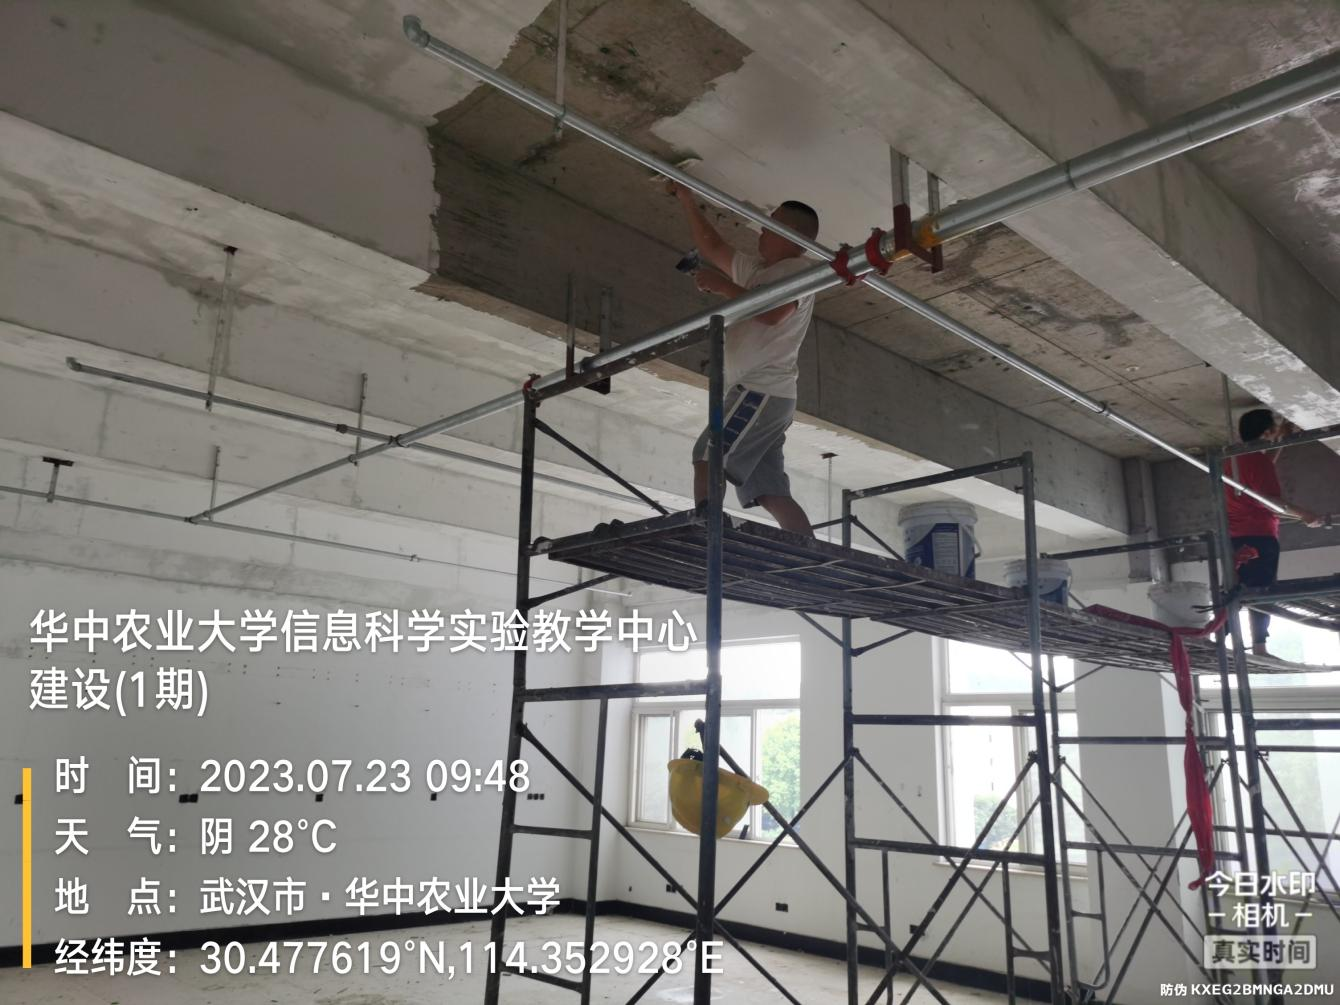 华中农业大学信息科学实验教学中心
建设(1期)
时 间：2023.07.23 09:48
天 气：阴 28°C
地 点：武汉市·华中农业大学
经纬度：30.477619°N,114.352928°E
今日水印
-相机-
真实时间
防伪 KXEG2BMNGA2DMU